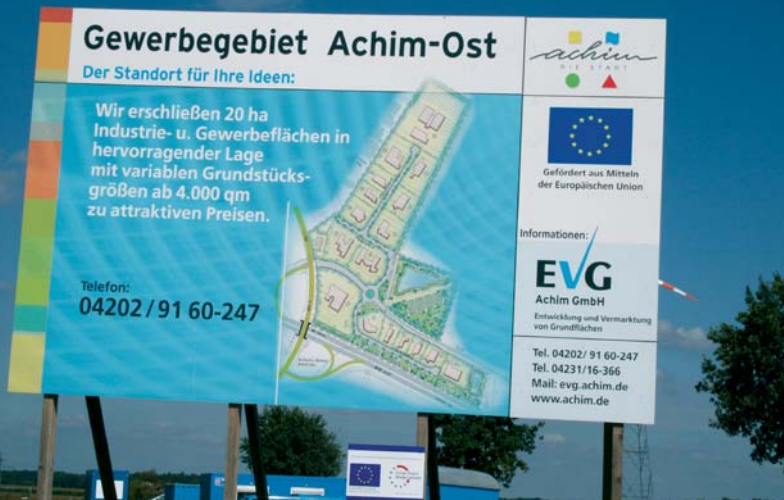 Gewerbegebiet Achim-Ost
Der Standort für Ihre Ideen:
Wir erschließen 20 ha
Industrie- u. Gewerbeflächen in
hervorragender Lage
mit variablen Grundstücks-
größen ab 4.000 qm
zu attraktiven Preisen.
Telefon:
04202/91 60-247
achim
DIE STADT
Gefördert aus Mitteln
der Europäischen Union
Informationen:
EVG
Achim GmbH
Entwicklung und Vermarktung
von Grundflächen
Tel. 04202/ 91 60-247
Tel. 04231/16-366
Mail: evg.achim.de
www.achim.de